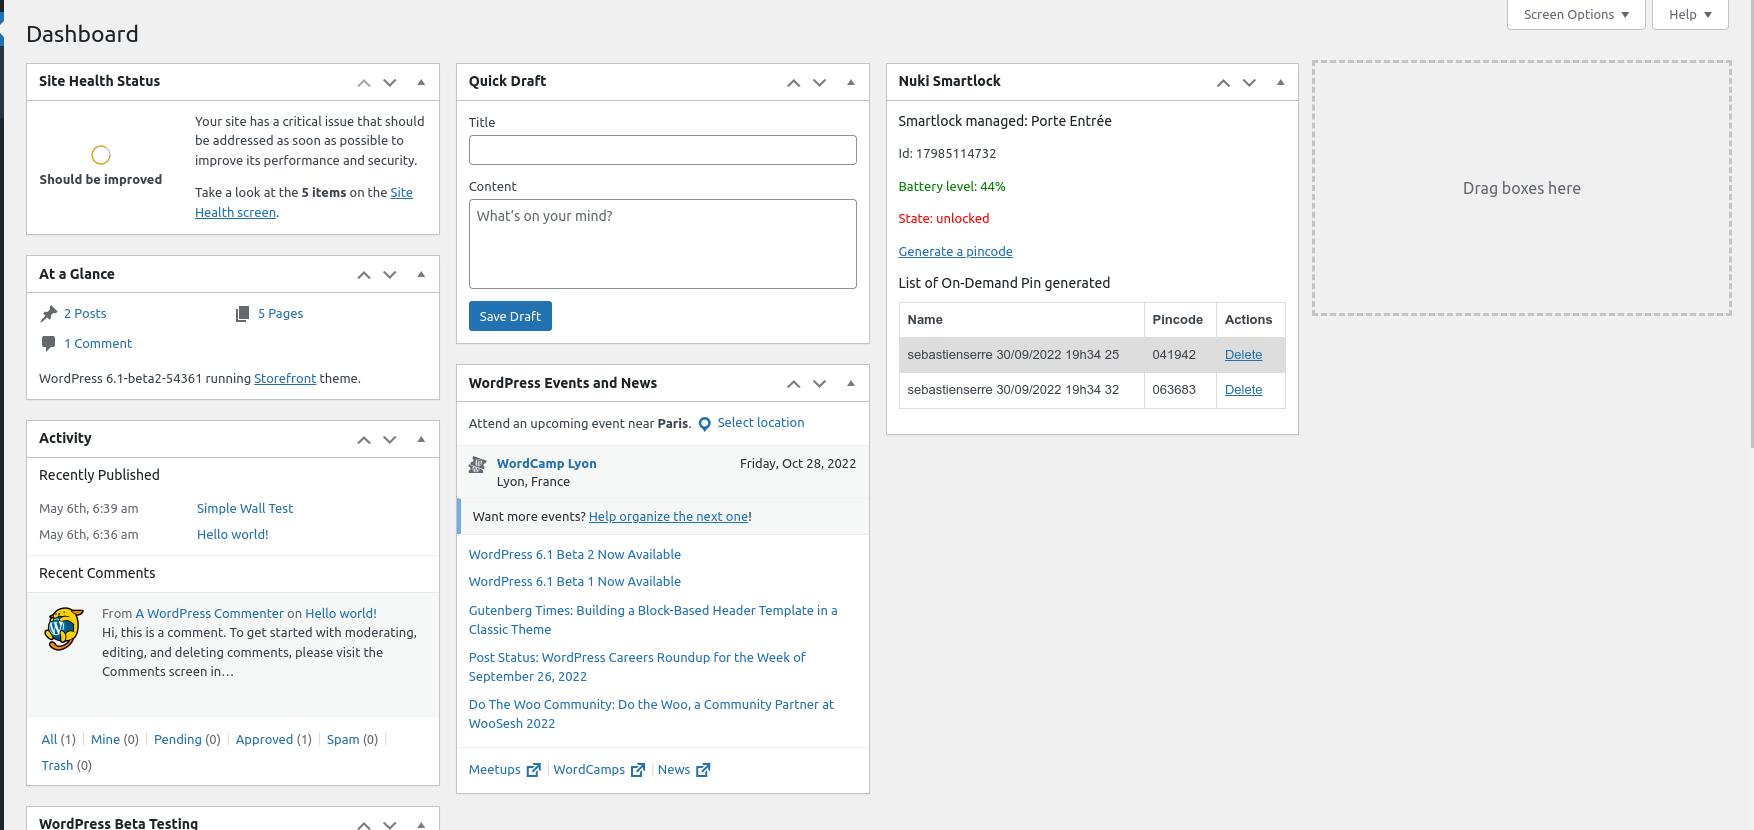 Screen Options
Help
Dashboard
Site Health Status
Should be improved
Your site has a critical issue that should
be addressed as soon as possible to
improve its performance and security.
Take a look at the 5 items on the Site
Health screen.
At a Glance
2 Posts
5 Pages
1 Comment
WordPress 6.1-beta2-54361 running Storefront theme.
Activity
Recently Published
May 6th, 6:39 am Simple Wall Test
May 6th, 6:36 am Hello world!
Recent Comments
From A WordPress Commenter on Hello world!
Hi, this is a comment. To get started with moderating,
editing, and deleting comments, please visit the
Comments screen in…
All (1) | Mine (0) | Pending (0) | Approved (1) | Spam (0) |
Trash (0)
WordPress Beta Testing
Quick Draft
Title
Content
What's on your mind?
Save Draft
WordPress Events and News
Attend an upcoming event near Paris. Select location
WordCamp Lyon Friday, Oct 28, 2022
Lyon, France
Want more events? Help organize the next one!
WordPress 6.1 Beta 2 Now Available
WordPress 6.1 Beta 1 Now Available
Gutenberg Times: Building a Block-Based Header Template in a
Classic Theme
Post Status: WordPress Careers Roundup for the Week of
September 26, 2022
Do The Woo Community: Do the Woo, a Community Partner at
WooSesh 2022
Meetups | WordCamps | News
Nuki Smartlock
Smartlock managed: Porte Entrée
Id: 17985114732
Battery level: 44%
State: unlocked
Generate a pincode
List of On-Demand Pin generated
Name Pincode Actions
sebastienserre 30/09/2022 19h34 25 041942 Delete
sebastienserre 30/09/2022 19h34 32 063683 Delete
Drag boxes here